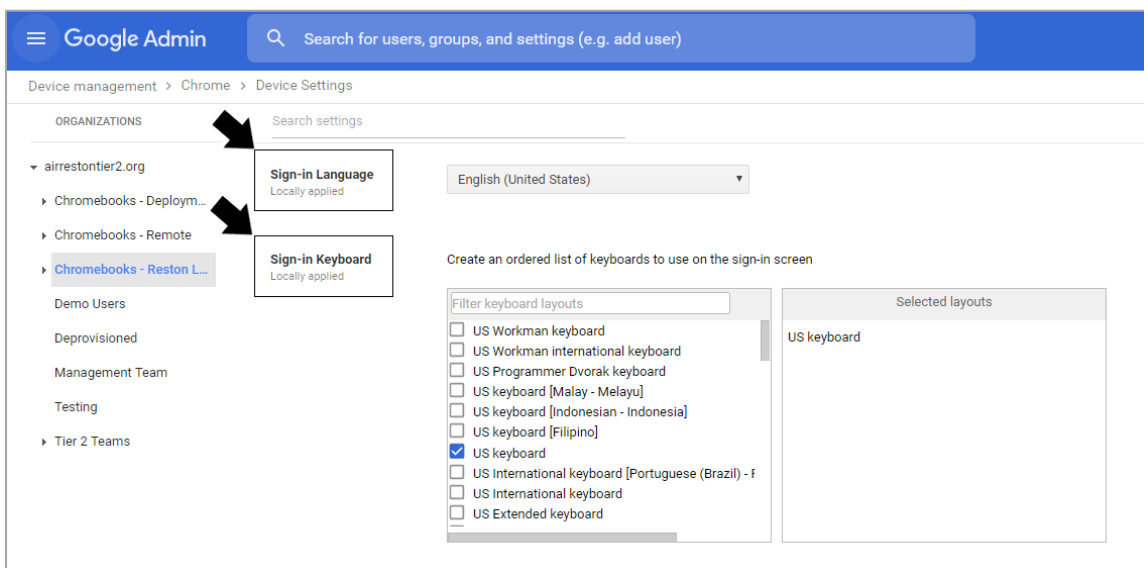 Google Admin
Search for users, groups, and settings (e.g. add user)
Device management > Chrome > Device Settings
ORGANIZATIONS
Search settings
airrestontier2.org
Chromebooks - Deploym...
Chromebooks - Remote
Chromebooks - Reston L...
Demo Users
Deprovisioned
Management Team
Testing
Tier 2 Teams
Sign-in Language
Locally applied
English (United States)
Sign-in Keyboard
Locally applied
Create an ordered list of keyboards to use on the sign-in screen
Filter keyboard layouts
US Workman keyboard
US Workman international keyboard
US Programmer Dvorak keyboard
US keyboard [Malay - Melayu]
US keyboard [Indonesian - Indonesia]
US keyboard [Filipino]
US keyboard
US International keyboard [Portuguese (Brazil) -
US International keyboard
US Extended keyboard
Selected layouts
US keyboard